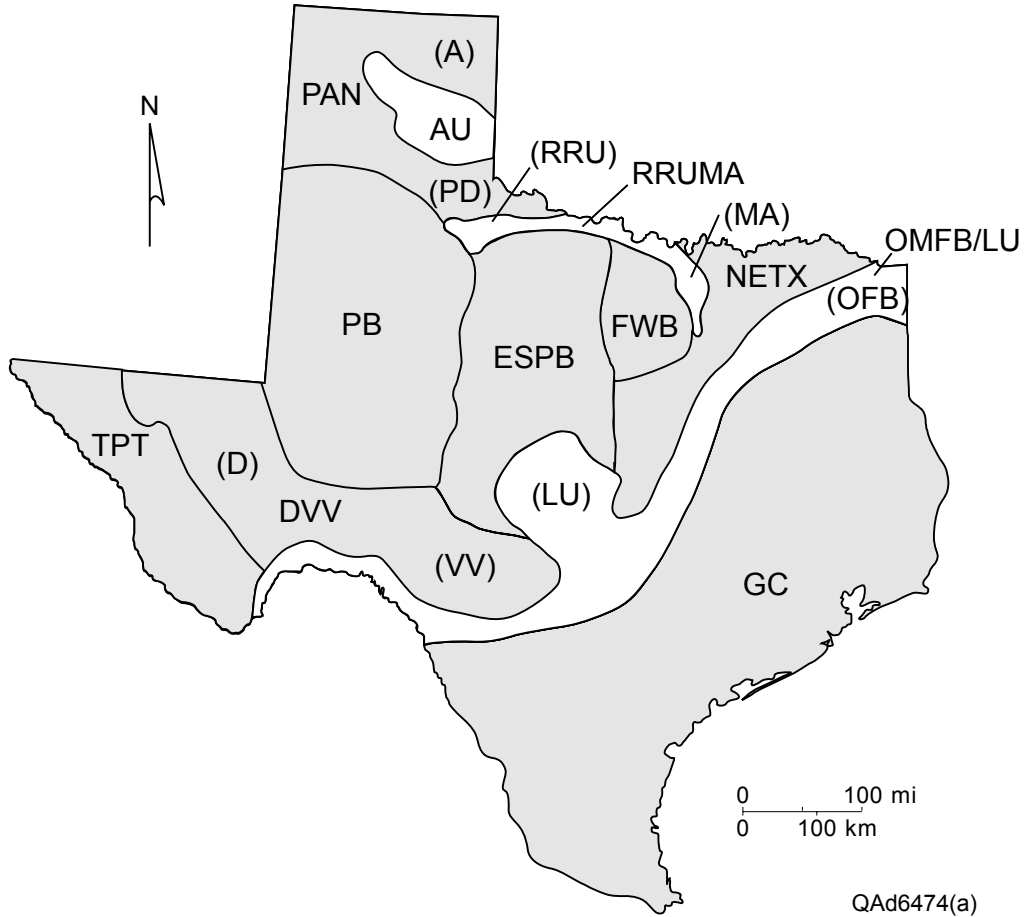 (A)
PAN
N
AU
(RRU)
RRUMA
(PD)
(MA)
OMFB/LU
NETX
(OFB)
PB
FWB
ESPB
TPT
(D)
(LU)
DVV
(VV)
GC
0 100 mi
0 100 km
QAd6474(a)